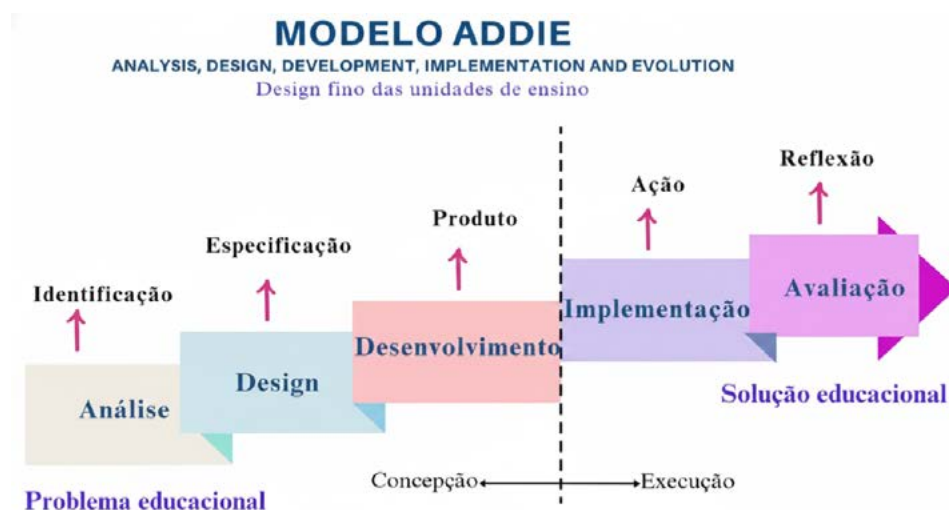 MODELO ADDIE
ANALYSIS, DESIGN, DEVELOPMENT, IMPLEMENTATION AND EVOLUTION
Design fino das unidades de ensino
Identificação
Especificação
Produto
Ação
Reflexão
Análise
Design
Desenvolvimento
Implementação
Avaliação
Problema educacional
Concepção
Execução
Solução educacional